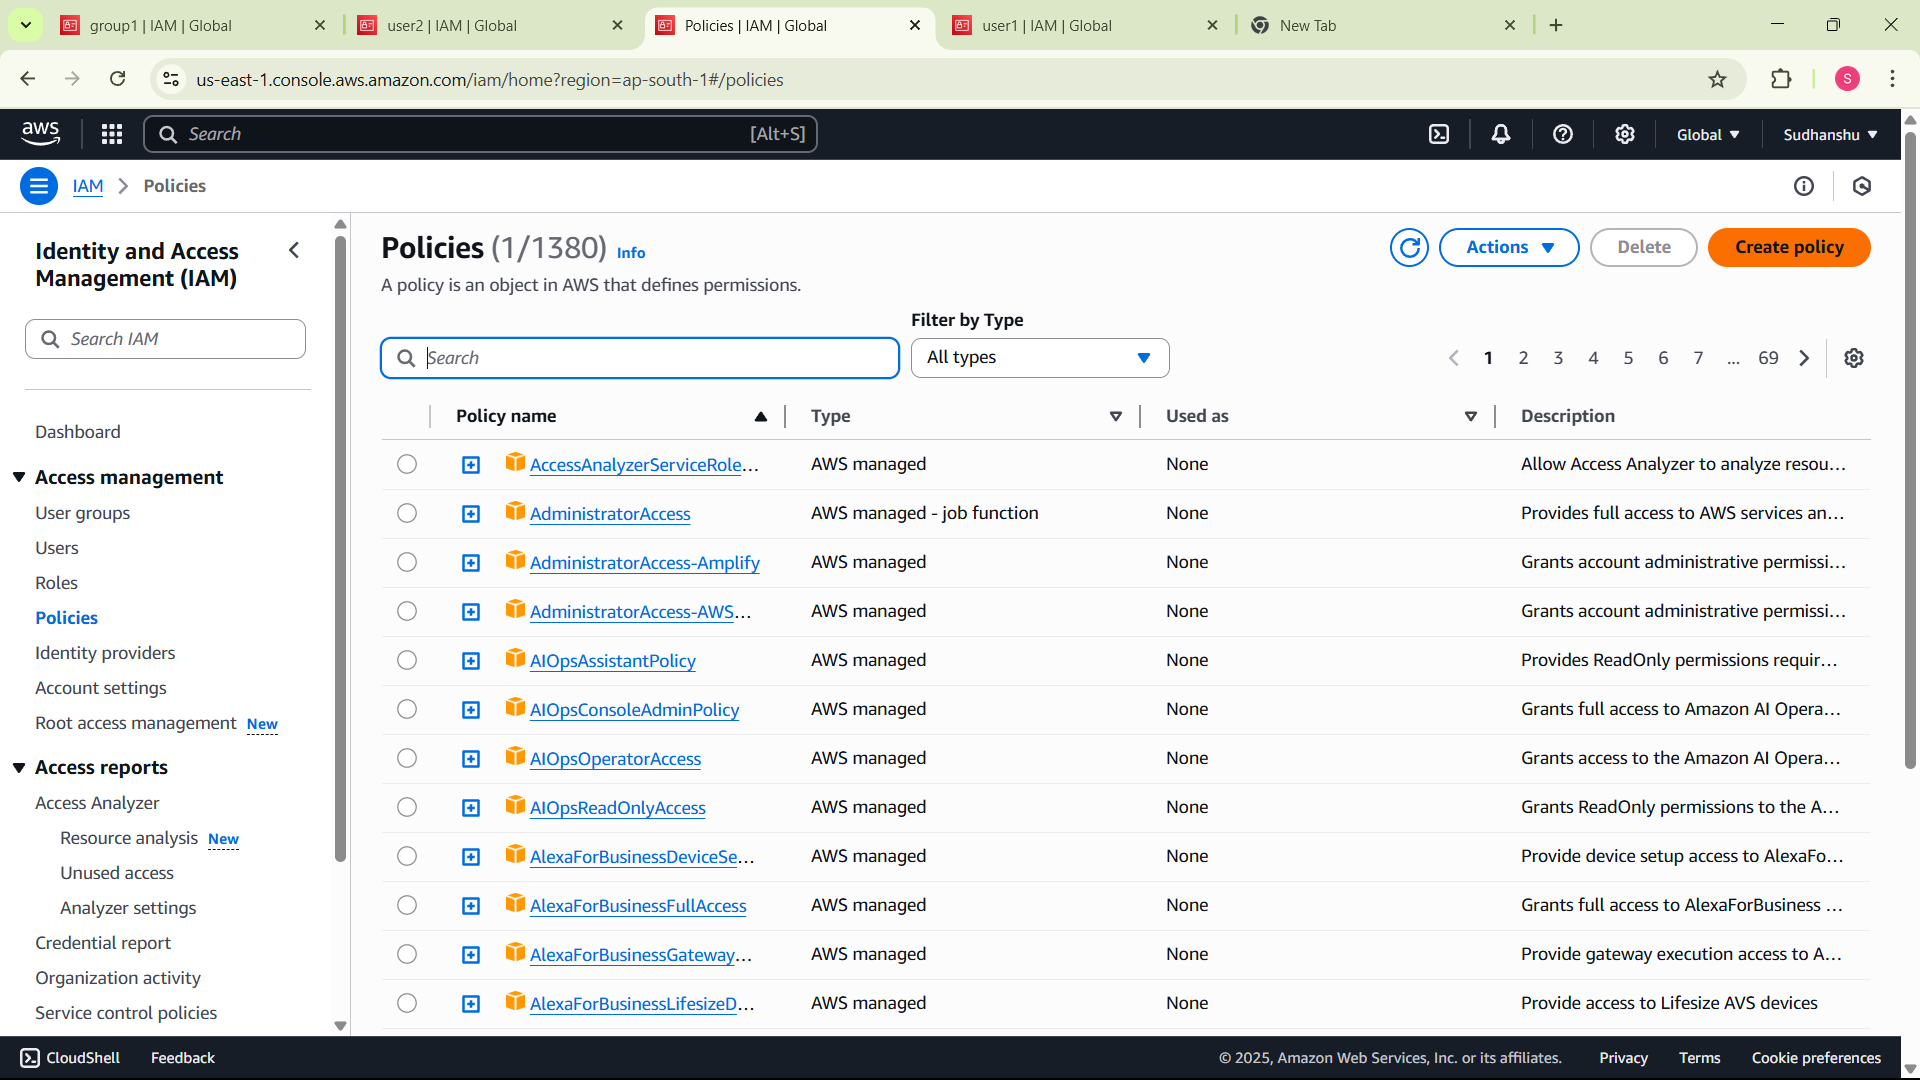 group1 | IAM | Global
user2 | IAM | Global
Policies | IAM | Global
user1 | IAM | Global
New Tab
us-east-1.console.aws.amazon.com/iam/home?region=ap-south-1#/policies
S
aws
Search
[Alt+S]
Global
Sudhanshu
IAM
Policies
Identity and Access
Management (IAM)
Search IAM
Dashboard
Access management
User groups
Users
Roles
Policies
Identity providers
Account settings
Root access management New
Access reports
Access Analyzer
Resource analysis New
Unused access
Analyzer settings
Credential report
Organization activity
Service control policies
Policies (1/1380) Info
A policy is an object in AWS that defines permissions.
Actions
Delete
Create policy
Filter by Type
Search
All types
1 2 3 4 5 6 7 ... 69
Policy name Type Used as Description
AccessAnalyzerServiceRole... AWS managed None Allow Access Analyzer to analyze resou...
AdministratorAccess AWS managed - job function None Provides full access to AWS services an...
AdministratorAccess-Amplify AWS managed None Grants account administrative permissi...
AdministratorAccess-AWS... AWS managed None Grants account administrative permissi...
AIOpsAssistantPolicy AWS managed None Provides ReadOnly permissions requir...
AIOpsConsoleAdminPolicy AWS managed None Grants full access to Amazon AI Opera...
AIOpsOperatorAccess AWS managed None Grants access to the Amazon AI Opera...
AIOpsReadOnlyAccess AWS managed None Grants ReadOnly permissions to the A...
AlexaForBusinessDeviceSe... AWS managed None Provide device setup access to AlexaFo...
AlexaForBusinessFullAccess AWS managed None Grants full access to AlexaForBusiness ...
AlexaForBusinessGateway... AWS managed None Provide gateway execution access to A...
AlexaForBusinessLifesizeD... AWS managed None Provide access to Lifesize AVS devices
CloudShell
Feedback
© 2025, Amazon Web Services, Inc. or its affiliates.
Privacy
Terms
Cookie preferences